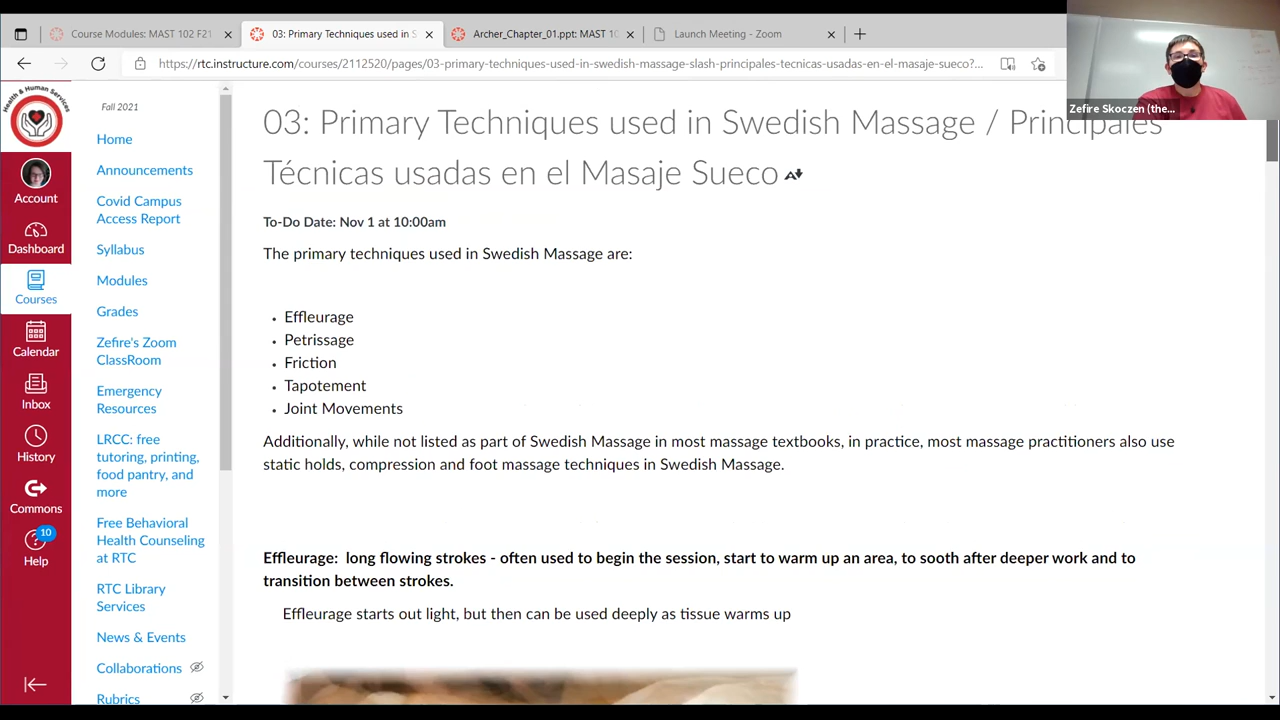 Course Modules: MAST 102 F21
03: Primary Techniques used in S
Archer_Chapter_01.ppt: MAST 10
Launch Meeting - Zoom
https://rtc.instructure.com/courses/2112520/pages/03-primary-techniques-used-in-swedish-massage-slash-principales-tecnicas-usadas-en-el-masaje-sueco?...
Zefire Skoczen (the...
Health & Human Services
Account
Dashboard
Courses
Calendar
Inbox
History
Commons
10
Help
Fall 2021
Home
Announcements
Covid Campus
Access Report
Syllabus
Modules
Grades
Zefire's Zoom
ClassRoom
Emergency
Resources
LRCC: free
tutoring, printing,
food pantry, and
more
Free Behavioral
Health Counseling
at RTC
RTC Library
Services
News & Events
Collaborations
Rubrics
03: Primary Techniques used in Swedish Massage / Principales
Técnicas usadas en el Masaje Sueco
To-Do Date: Nov 1 at 10:00am
The primary techniques used in Swedish Massage are:
• Effleurage
• Petrissage
• Friction
• Tapotement
• Joint Movements
Additionally, while not listed as part of Swedish Massage in most massage textbooks, in practice, most massage practitioners also use
static holds, compression and foot massage techniques in Swedish Massage.
Effleurage: long flowing strokes - often used to begin the session, start to warm up an area, to sooth after deeper work and to
transition between strokes.
Effleurage starts out light, but then can be used deeply as tissue warms up